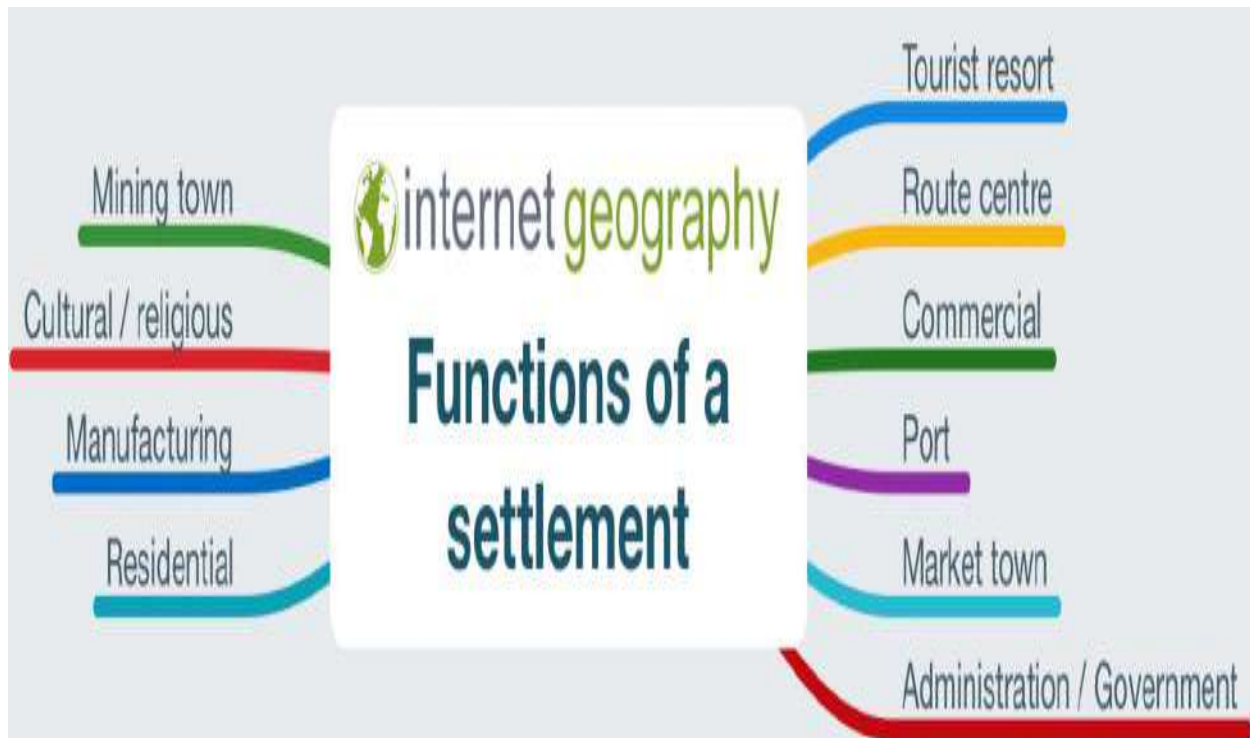 internet geography
Functions of a
settlement
Mining town
Cultural / religious
Manufacturing
Residential
Tourist resort
Route centre
Commercial
Port
Market town
Administration / Government